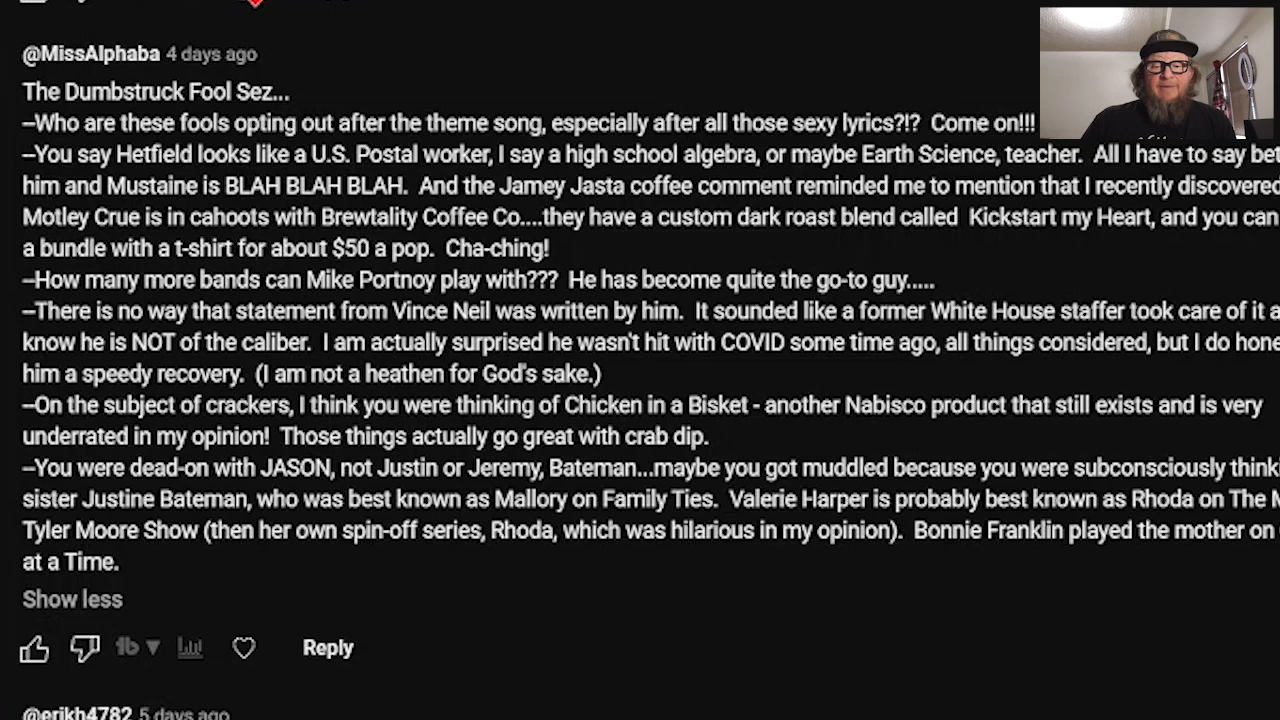 @MissAlphaba 4 days ago
The Dumbstruck Fool Sez...
--Who are these fools opting out after the theme song, especially after all those sexy lyrics?!?  Come on!!!
--You say Hetfield looks like a U.S. Postal worker, I say a high school algebra, or maybe Earth Science, teacher.  All I have to say
him and Mustaine is BLAH BLAH BLAH.  And the Jamey Jasta coffee comment reminded me to mention that I recently discovered
Motley Crue is in cahoots with Brewtality Coffee Co....they have a custom dark roast blend called  Kickstart my Heart, and you can
a bundle with a t-shirt for about $50 a pop.  Cha-ching!
--How many more bands can Mike Portnoy play with???  He has become quite the go-to guy.....
--There is no way that statement from Vince Neil was written by him.  It sounded like a former White House staffer took care of it
know he is NOT of the caliber.  I am actually surprised he wasn't hit with COVID some time ago, all things considered, but I do
him a speedy recovery.  (I am not a heathen for God's sake.)
--On the subject of crackers, I think you were thinking of Chicken in a Bisket - another Nabisco product that still exists and is very
underrated in my opinion!  Those things actually go great with crab dip.
--You were dead-on with JASON, not Justin or Jeremy, Bateman...maybe you got muddled because you were subconsciously
sister Justine Bateman, who was best known as Mallory on Family Ties.  Valerie Harper is probably best known as Rhoda on The
Tyler Moore Show (then her own spin-off series, Rhoda, which was hilarious in my opinion).  Bonnie Franklin played the mother on
at a Time.
Show less
Reply
@erikh4782 5 days ago